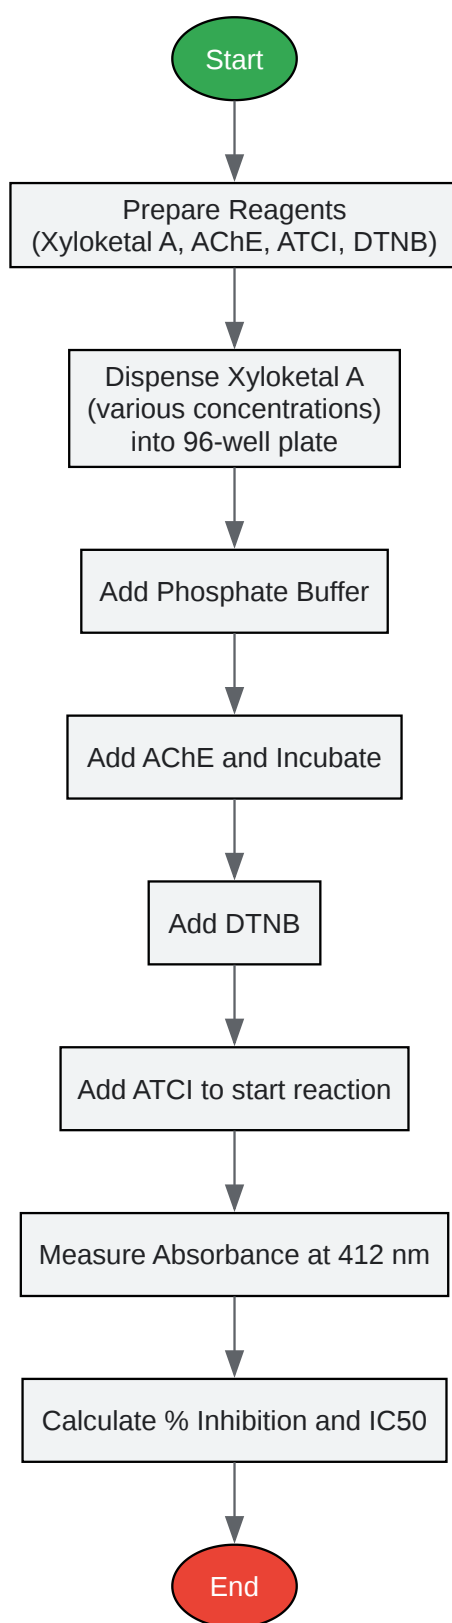 Start
Prepare Reagents
(Xyloketal A, AChE, ATCI, DTNB)
Dispense Xyloketal A
(various concentrations)
into 96-well plate
Add Phosphate Buffer
Add AChE and Incubate
Add DTNB
Add ATCI to start reaction
Measure Absorbance at 412 nm
Calculate % Inhibition and IC50
End